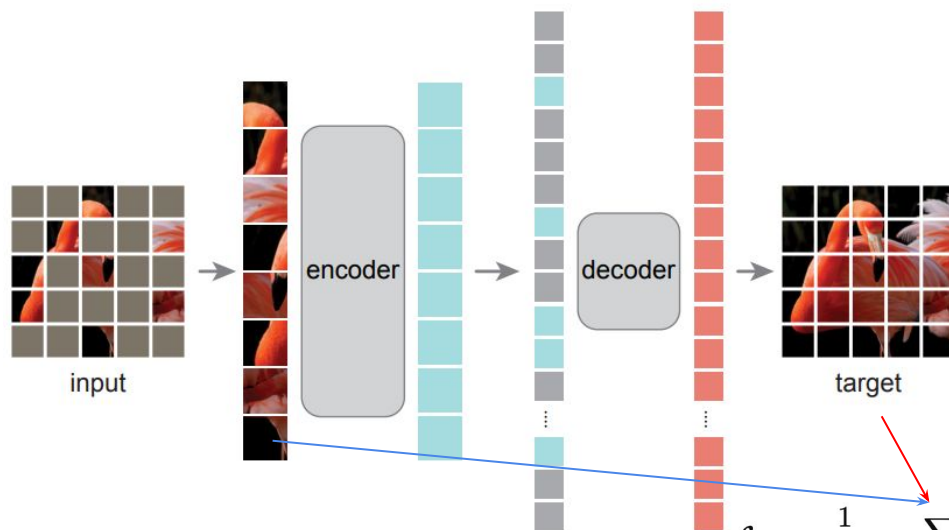 encoder
decoder
input
target
1